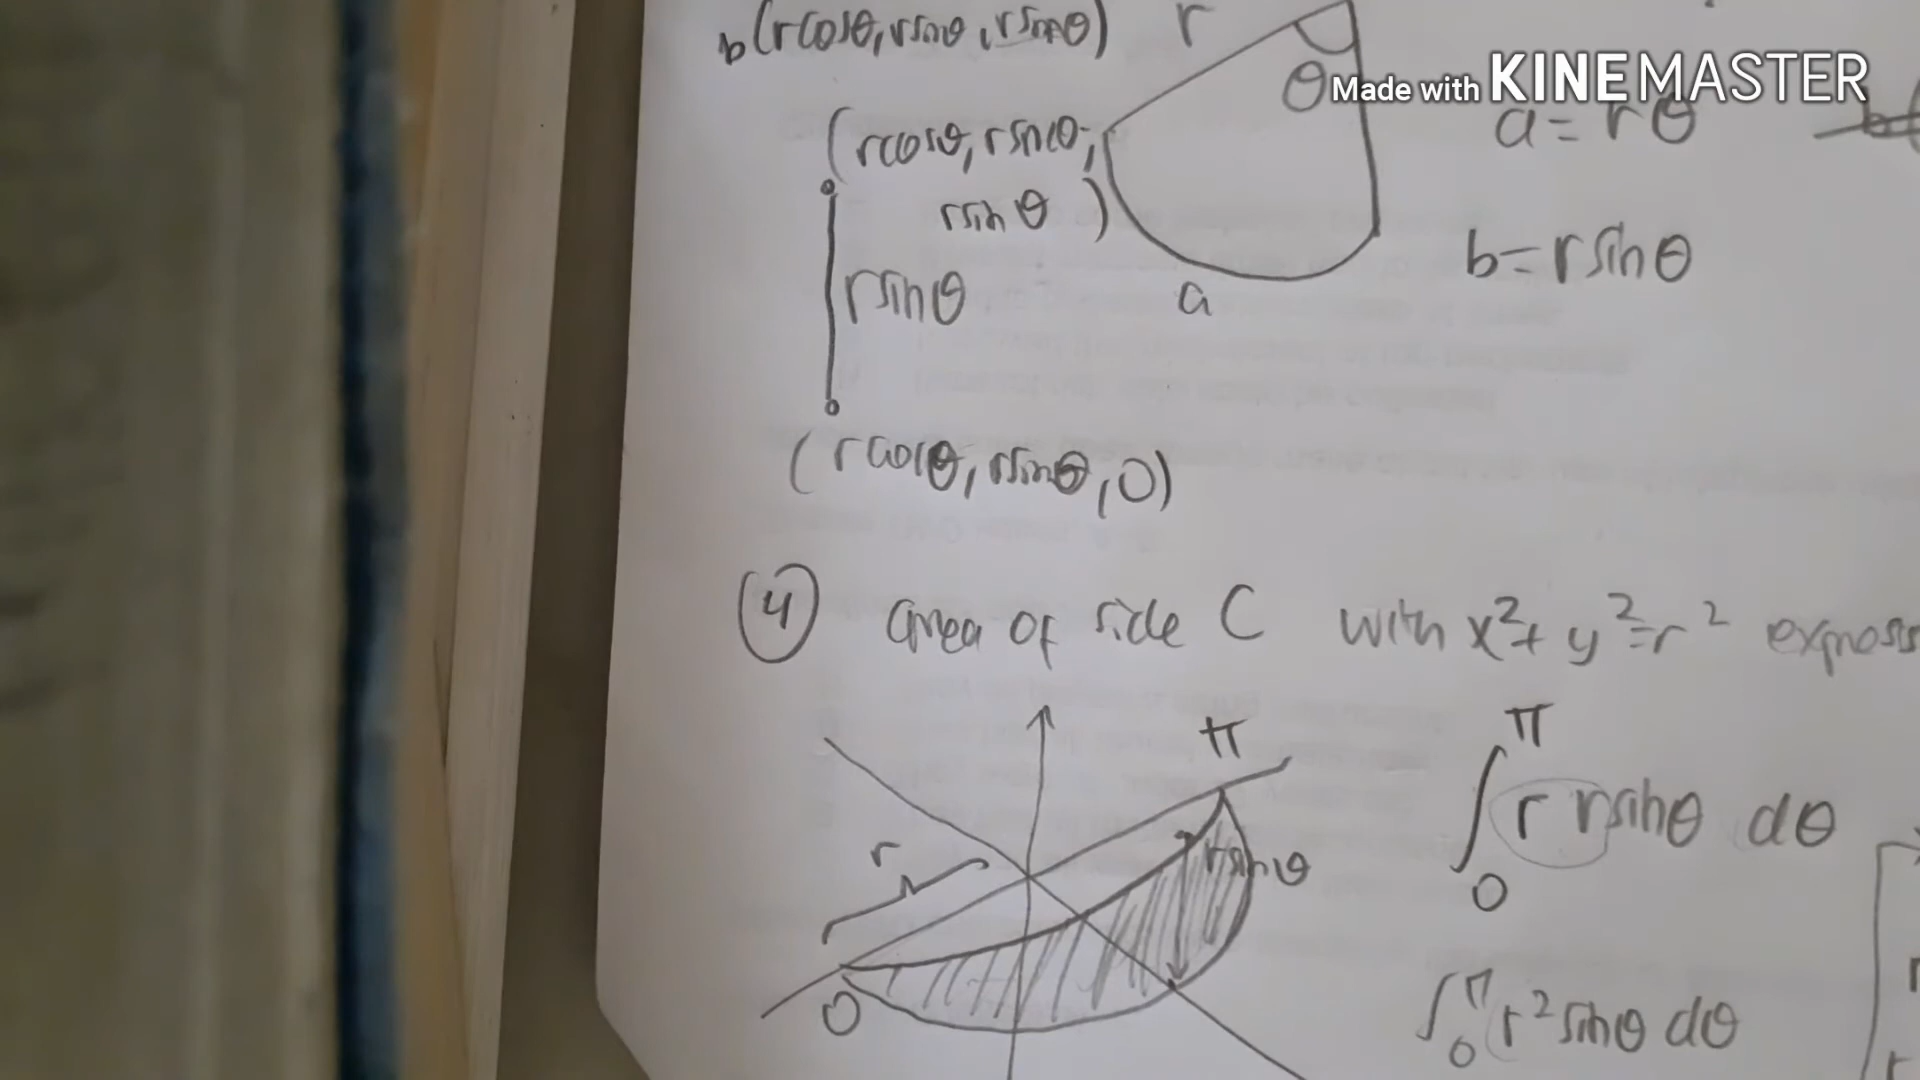 b(rcosθ, rsinθ, rsinθ)
r
θ
Made with KINEMASTER
a = rθ
(rcosθ, rsinθ,
rsinθ)
rsinθ
b = rsinθ
a
(rcosθ, rsinθ, 0)
④ area of side C with x²+y²=r²
π
r
rsinθ
0
∫₀^π r rsinθ dθ
∫₀^π r² sinθ dθ